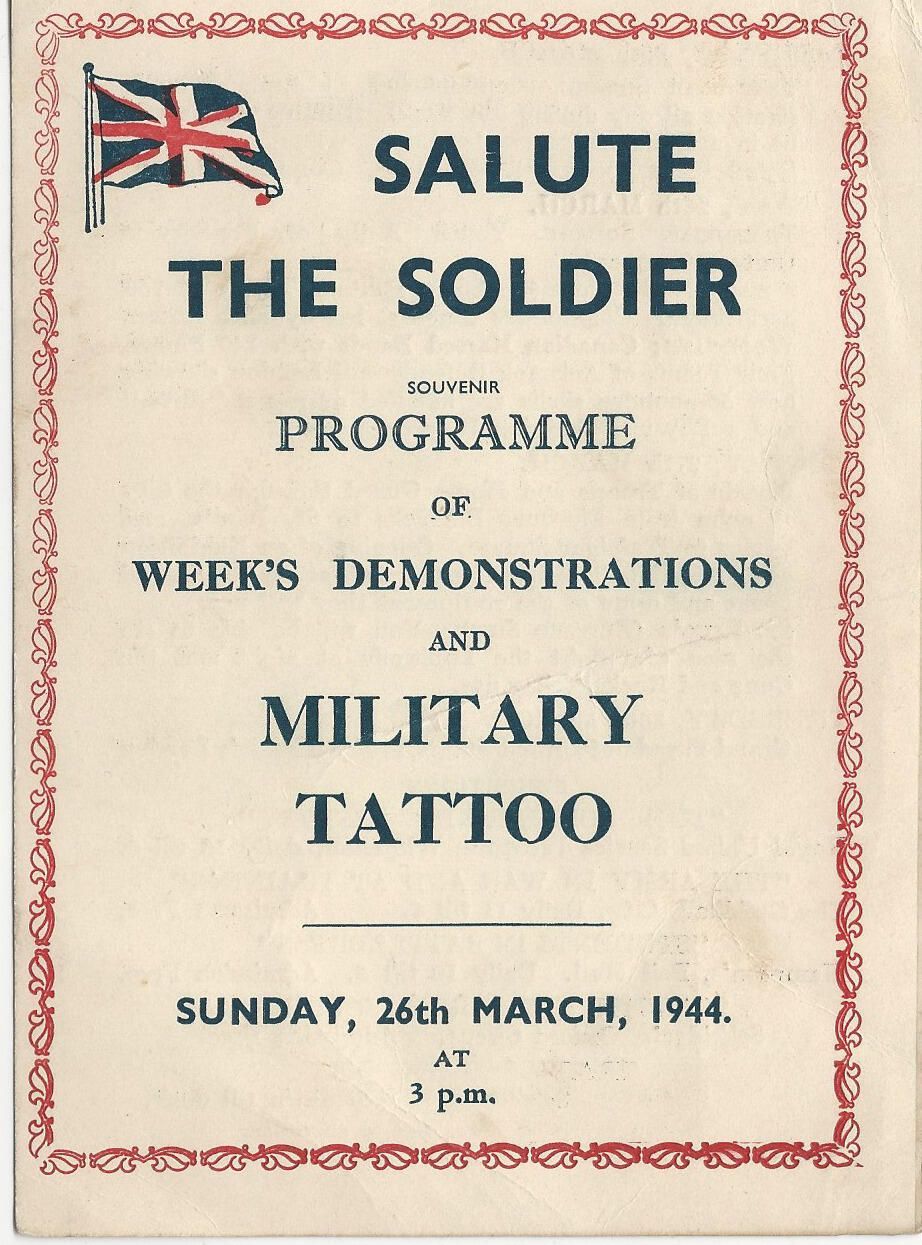 SALUTE
THE SOLDIER
SOUVENIR
PROGRAMME
OF
WEEK'S DEMONSTRATIONS
AND
MILITARY
TATTOO
SUNDAY, 26th MARCH, 1944.
AT
3 p.m.